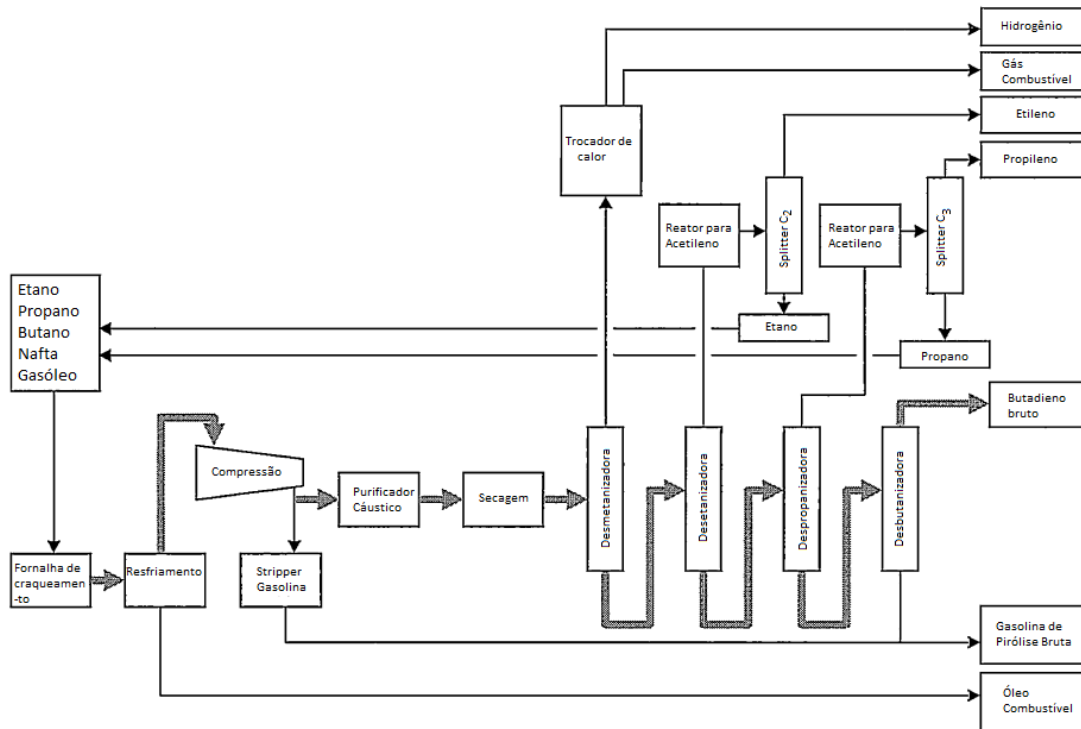 Hidrogênio
Gás
Combustível
Etileno
Propileno
Trocador de
calor
Reator para
Acetileno
Splitter C2
Reator para
Acetileno
Splitter C3
Etano
Propano
Butano
Nafta
Gasóleo
Etano
Propano
Butadieno
bruto
Compressão
Purificador
Cáustico
Secagem
Desmetanizadora
Desetanizadora
Despropanizadora
Desbutanizadora
Fornalha de
craqueamen
-to
Resfriamento
Stripper
Gasolina
Gasolina de
Pirólise Bruta
Óleo
Combustível